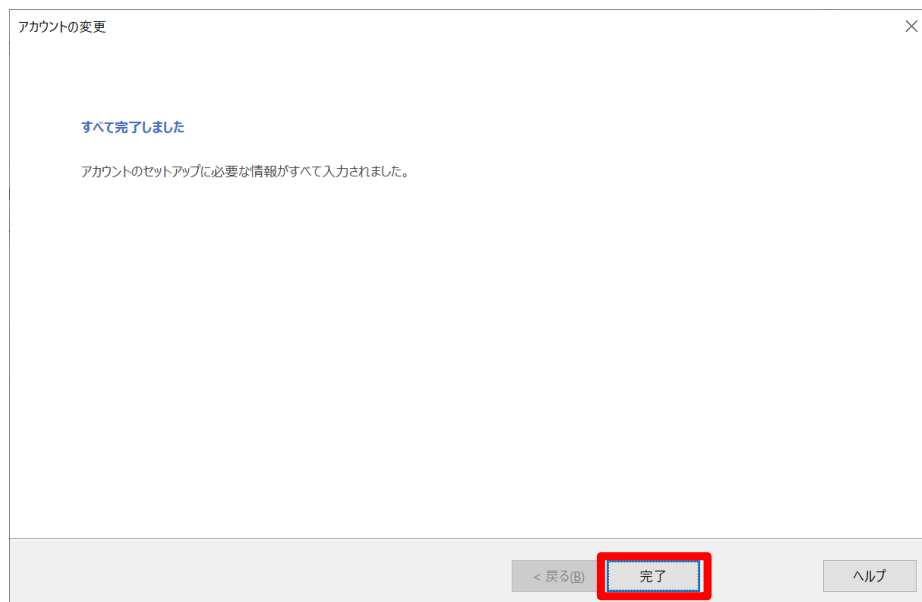 アカウントの変更
すべて完了しました
アカウントのセットアップに必要な情報がすべて入力されました。
< 戻る(B)
完了
ヘルプ